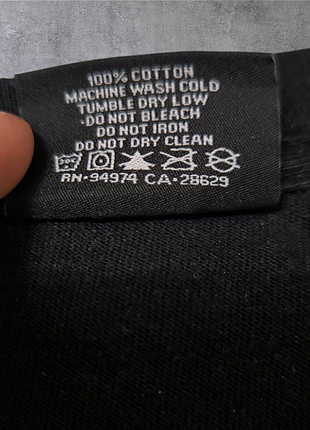 100% COTTON
MACHINE WASH COLD
TUMBLE DRY LOW
DO NOT BLEACH
DO NOT IRON
DO NOT DRY CLEAN
RN-94974 CA-28629